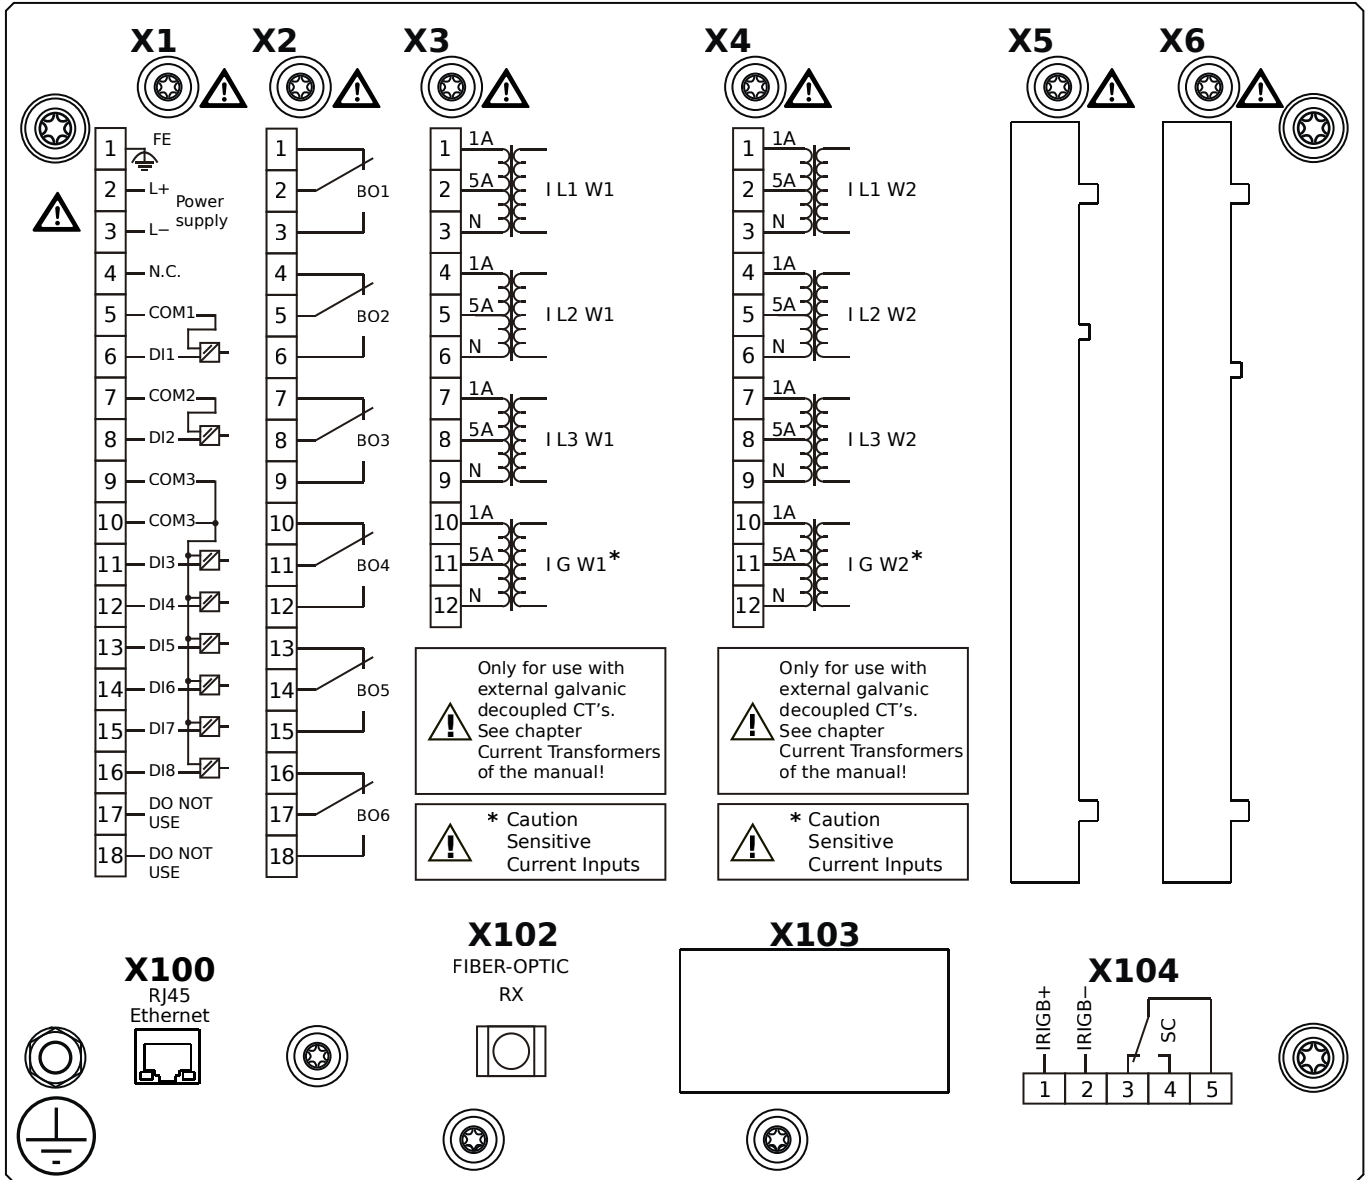 X1 X2 X3 X4 X5 X6
1 FE
2 L+
Power
supply
3 L−
4 N.C.
5 COM1
6 DI1
7 COM2
8 DI2
9 COM3
10 COM3
11 DI3
12 DI4
13 DI5
14 DI6
15 DI7
16 DI8
17 DO NOT
USE
18 DO NOT
USE
1
2 BO1
3
4
5 BO2
6
7
8 BO3
9
10
11 BO4
12
13
14 BO5
15
16
17 BO6
18
1 1A
2 5A I L1 W1
3 N
4 1A
5 5A I L2 W1
6 N
7 1A
8 5A I L3 W1
9 N
10 1A
11 5A I G W1*
12 N
Only for use with
external galvanic
decoupled CT's.
See chapter
Current Transformers
of the manual!
* Caution
Sensitive
Current Inputs
1 1A
2 5A I L1 W2
3 N
4 1A
5 5A I L2 W2
6 N
7 1A
8 5A I L3 W2
9 N
10 1A
11 5A I G W2*
12 N
Only for use with
external galvanic
decoupled CT's.
See chapter
Current Transformers
of the manual!
* Caution
Sensitive
Current Inputs
X100
RJ45
Ethernet
X102
FIBER-OPTIC
RX
X103
X104
IRIGB+
IRIGB−
SC
1 2 3 4 5